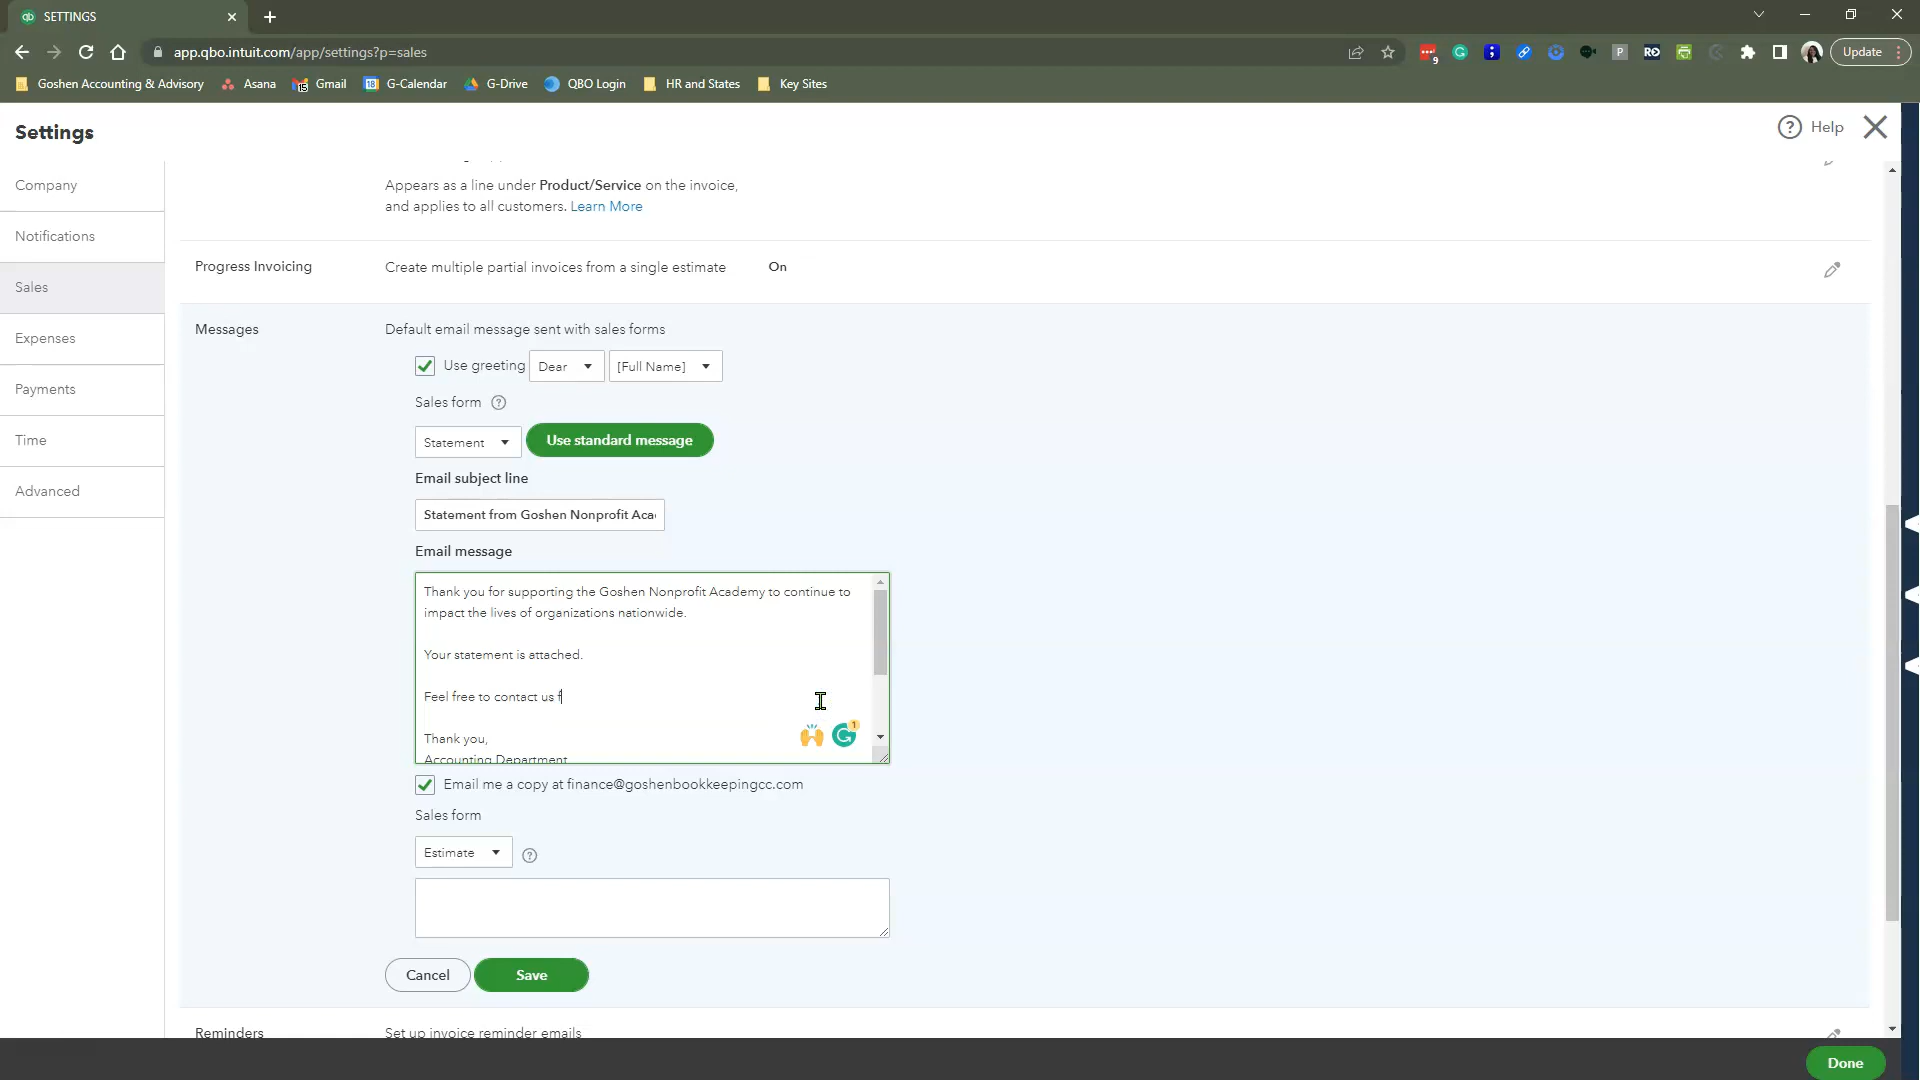 SETTINGS
app.qbo.intuit.com/app/settings?p=sales
9
Update
Goshen Accounting & Advisory
Asana
15
Gmail
18
G-Calendar
G-Drive
QBO Login
HR and States
Key Sites
Settings
Help
Company
Notifications
Sales
Expenses
Payments
Time
Advanced
Appears as a line under Product/Service on the invoice,
and applies to all customers. Learn More
Progress Invoicing
Create multiple partial invoices from a single estimate
On
Messages
Default email message sent with sales forms
Use greeting
Dear
[Full Name]
Sales form
Statement
Use standard message
Email subject line
Statement from Goshen Nonprofit Aca
Email message
Thank you for supporting the Goshen Nonprofit Academy to continue to
impact the lives of organizations nationwide.
Your statement is attached.
Feel free to contact us f
Thank you,
Accounting Department
1
Email me a copy at finance@goshenbookkeepingcc.com
Sales form
Estimate
Cancel
Save
Reminders
Set up invoice reminder emails
Done